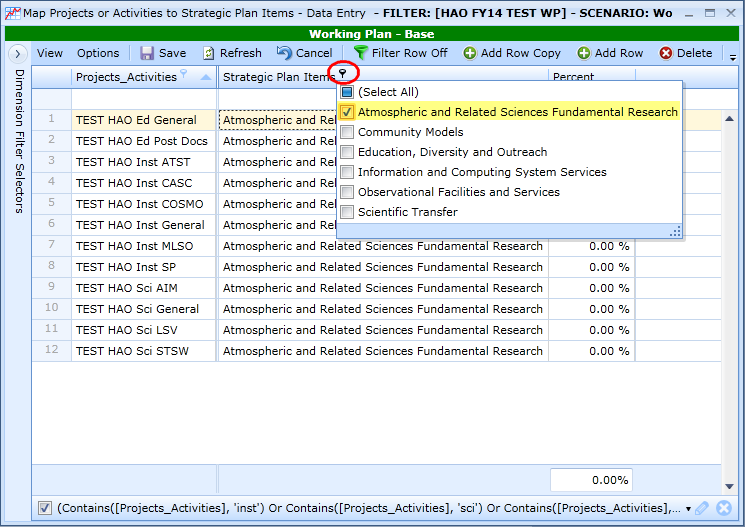 Map Projects or Activities to Strategic Plan Items - Data Entry - FILTER: [HAO FY14 TEST WP] - SCENARIO: Wo
Working Plan - Base
View Options Save Refresh Cancel Filter Row Off Add Row Copy Add Row Delete
Dimension Filter Selectors
Projects_Activities Strategic Plan Items Percent
(Select All)
Atmospheric and Related Sciences Fundamental Research
Community Models
Education, Diversity and Outreach
Information and Computing System Services
Observational Facilities and Services
Scientific Transfer
1 TEST HAO Ed General Atmospheric and Rel
2 TEST HAO Ed Post Docs Atmospheric and Rel
3 TEST HAO Inst ATST Atmospheric and Rel
4 TEST HAO Inst CASC Atmospheric and Rel
5 TEST HAO Inst COSMO Atmospheric and Rel
6 TEST HAO Inst General Atmospheric and Rel
7 TEST HAO Inst MLSO Atmospheric and Related Sciences Fundamental Research 0.00 %
8 TEST HAO Inst SP Atmospheric and Related Sciences Fundamental Research 0.00 %
9 TEST HAO Sci AIM Atmospheric and Related Sciences Fundamental Research 0.00 %
10 TEST HAO Sci General Atmospheric and Related Sciences Fundamental Research 0.00 %
11 TEST HAO Sci LSV Atmospheric and Related Sciences Fundamental Research 0.00 %
12 TEST HAO Sci STSW Atmospheric and Related Sciences Fundamental Research 0.00 %
0.00%
(Contains([Projects_Activities], 'inst') Or Contains([Projects_Activities], 'sci') Or Contains([Projects_Activities],...